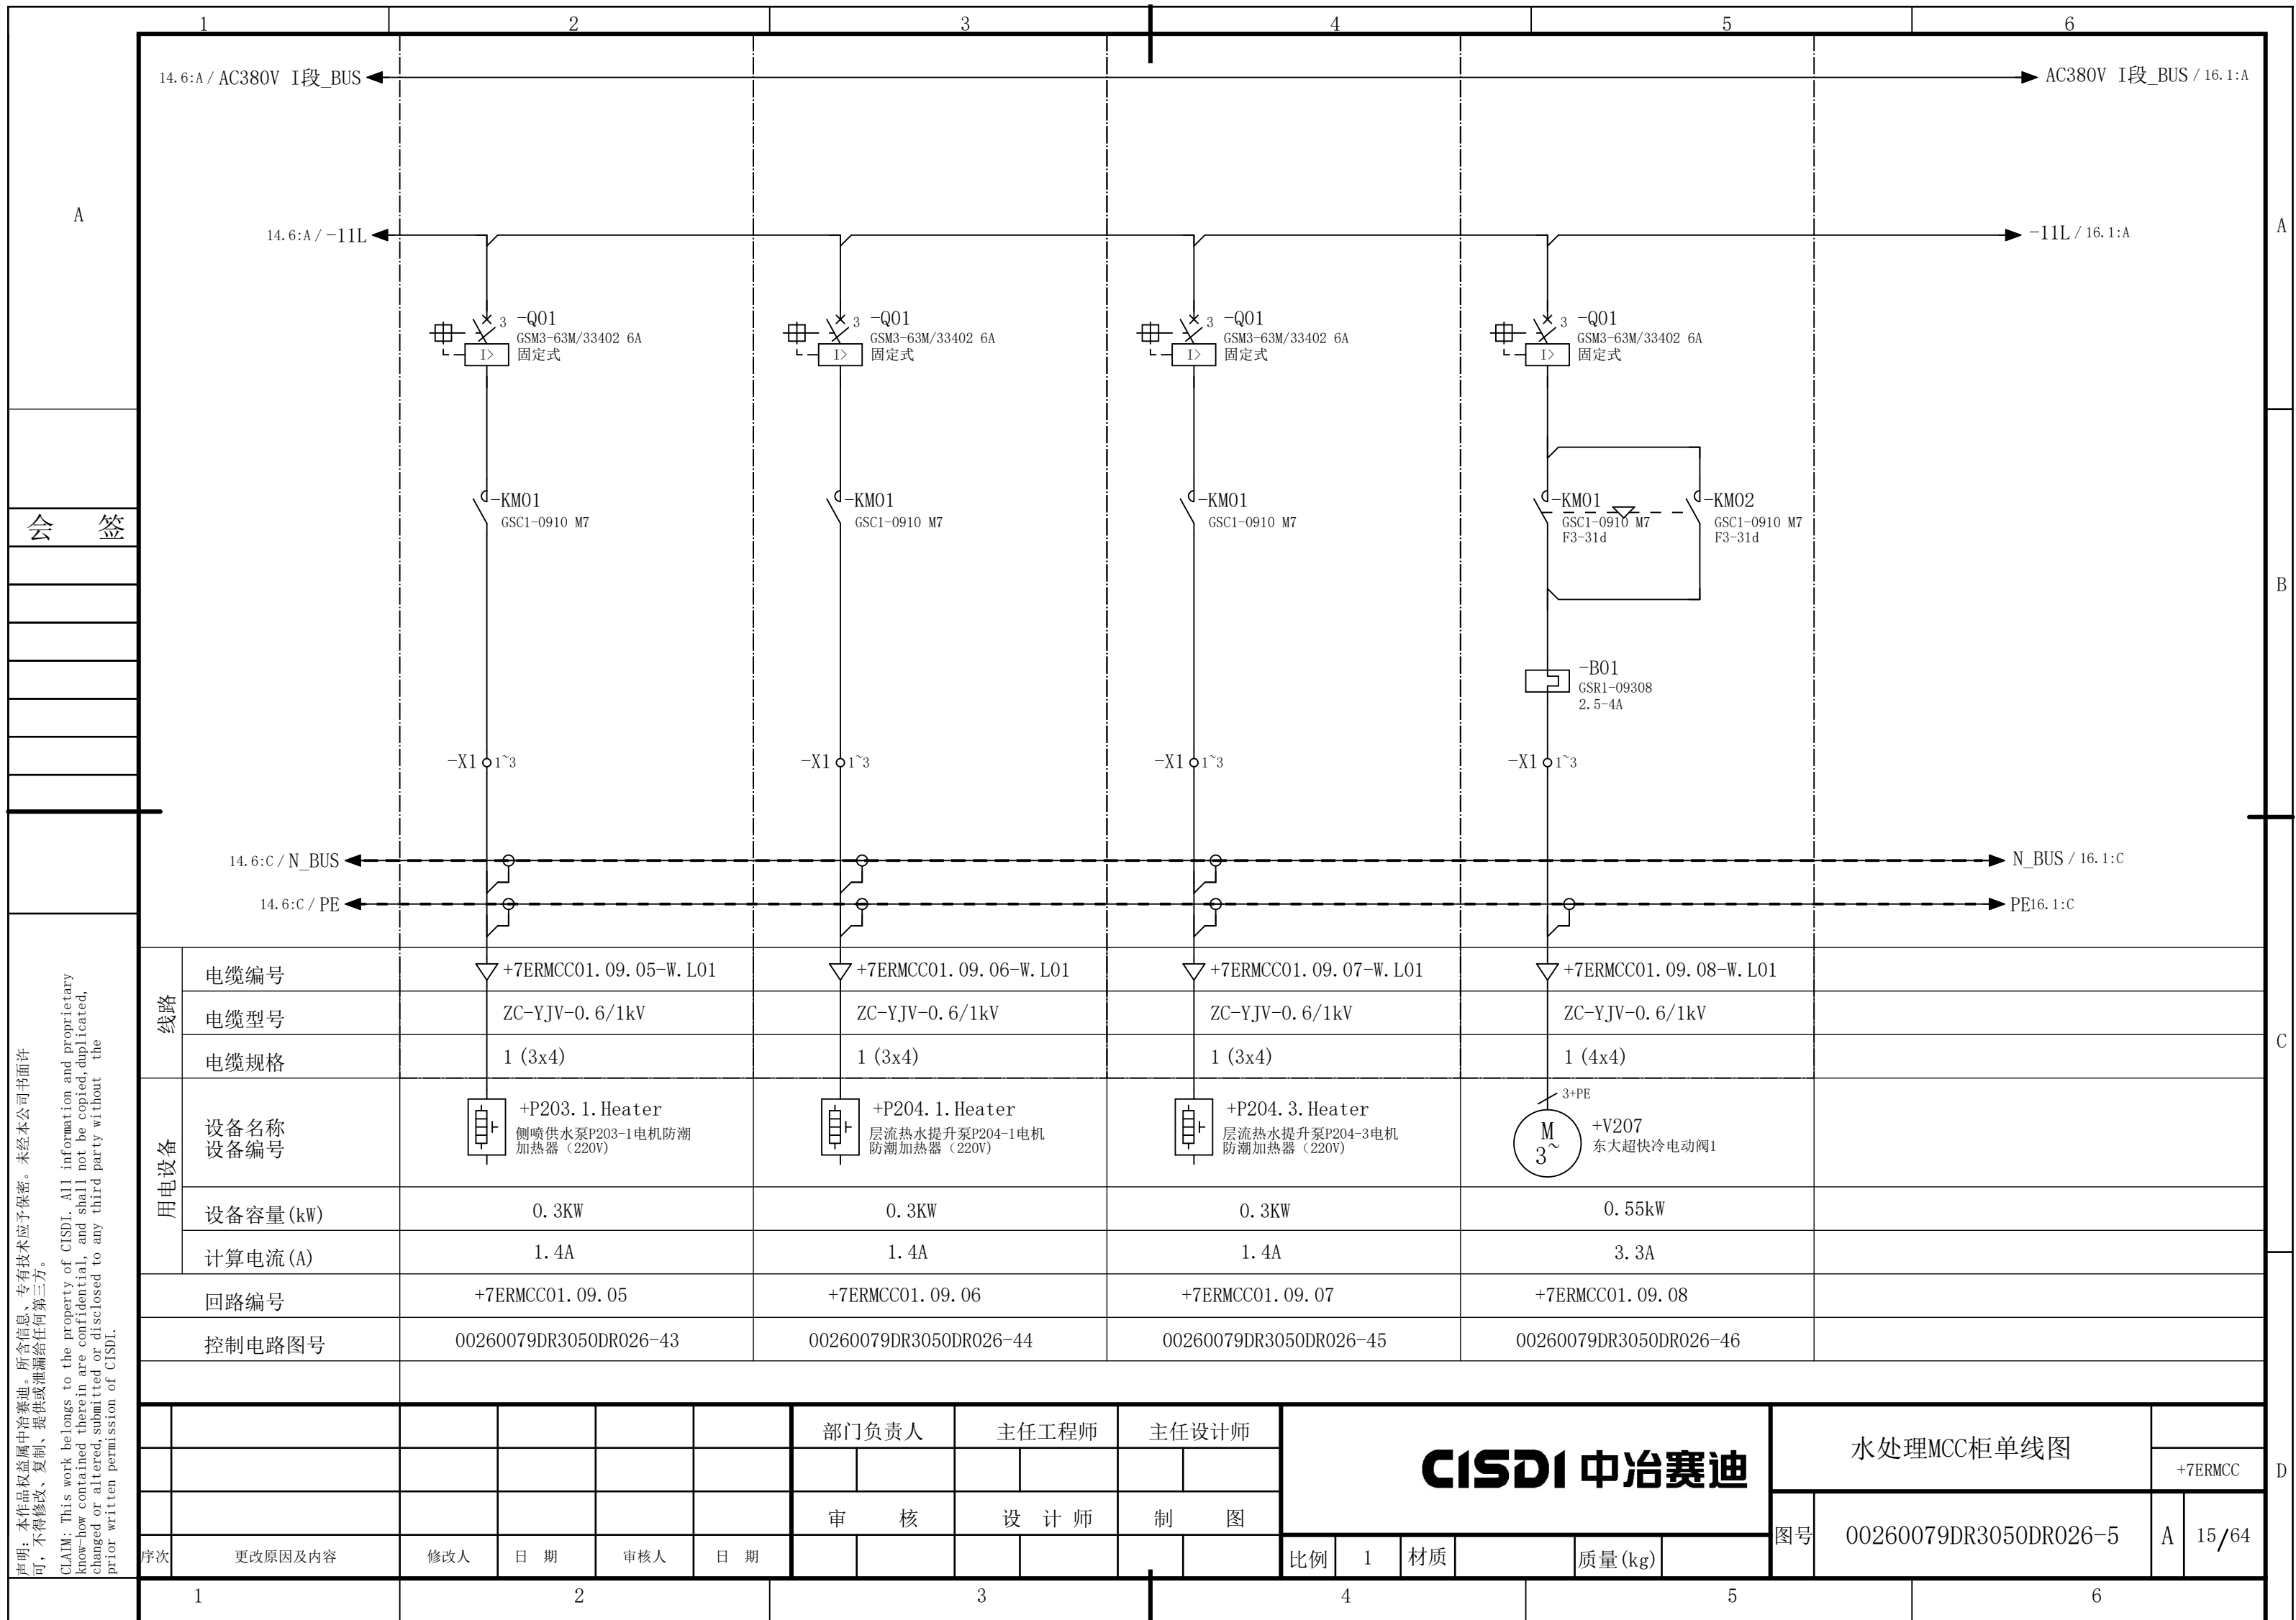 1 2 3 4 5 6
14.6:A / AC380V I段_BUS
AC380V I段_BUS / 16.1:A
A
A
14.6:A / -11L
-11L / 16.1:A
3 -Q01
GSM3-63M/33402 6A
I> 固定式
3 -Q01
GSM3-63M/33402 6A
I> 固定式
3 -Q01
GSM3-63M/33402 6A
I> 固定式
3 -Q01
GSM3-63M/33402 6A
I> 固定式
-KM01
GSC1-0910 M7
-KM01
GSC1-0910 M7
-KM01
GSC1-0910 M7
-KM01
GSC1-0910 M7
F3-31d
-KM02
GSC1-0910 M7
F3-31d
会 签
B
-B01
GSR1-09308
2.5-4A
-X1 1~3
-X1 1~3
-X1 1~3
-X1 1~3
14.6:C / N_BUS
N_BUS / 16.1:C
14.6:C / PE
PE16.1:C
线路
电缆编号 +7ERMCC01.09.05-W.L01 +7ERMCC01.09.06-W.L01 +7ERMCC01.09.07-W.L01 +7ERMCC01.09.08-W.L01
电缆型号 ZC-YJV-0.6/1kV ZC-YJV-0.6/1kV ZC-YJV-0.6/1kV ZC-YJV-0.6/1kV
电缆规格 1(3x4) 1(3x4) 1(3x4) 1(4x4)
C
用电设备
设备名称
设备编号
+P203.1.Heater
侧喷供水泵P203-1电机防潮
加热器（220V)
+P204.1.Heater
层流热水提升泵P204-1电机
防潮加热器（220V)
+P204.3.Heater
层流热水提升泵P204-3电机
防潮加热器（220V)
3+PE
M
3~
+V207
东大超快冷电动阀1
设备容量(kW) 0.3KW 0.3KW 0.3KW 0.55kW
计算电流(A) 1.4A 1.4A 1.4A 3.3A
回路编号 +7ERMCC01.09.05 +7ERMCC01.09.06 +7ERMCC01.09.07 +7ERMCC01.09.08
控制电路图号 00260079DR3050DR026-43 00260079DR3050DR026-44 00260079DR3050DR026-45 00260079DR3050DR026-46
声明: 本作品权益属中冶赛迪。所含信息、专有技术应予保密。未经本公司书面许
可，不得修改、复制、提供或泄漏给任何第三方。
CLAIM: This work belongs to the property of CISDI. All information and proprietary
know-how contained therein are confidential, and shall not be copied,duplicated,
changed or altered,submitted or disclosed to any third party without the
prior written permission of CISDI.
部门负责人 主任工程师 主任设计师
审 核 设 计 师 制 图
序次 更改原因及内容 修改人 日 期 审核人 日 期
CISDI 中冶赛迪
比例 1 材质 质量(kg)
水处理MCC柜单线图
+7ERMCC
图号 00260079DR3050DR026-5 A 15/64
D
1 2 3 4 5 6